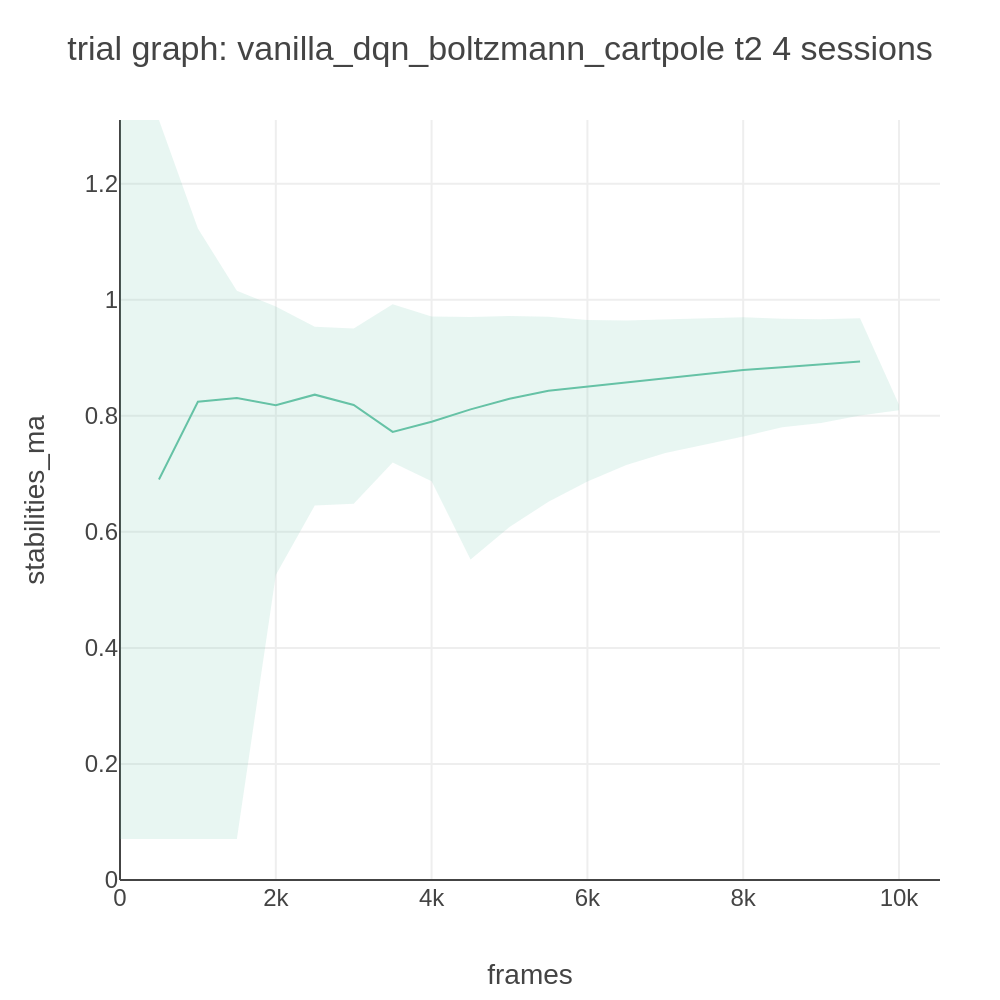 trial graph: vanilla_dqn_boltzmann_cartpole t2 4 sessions
stabilities_ma
1.2
1
0.8
0.6
0.4
0.2
0
0
2k
4k
6k
8k
10k
frames